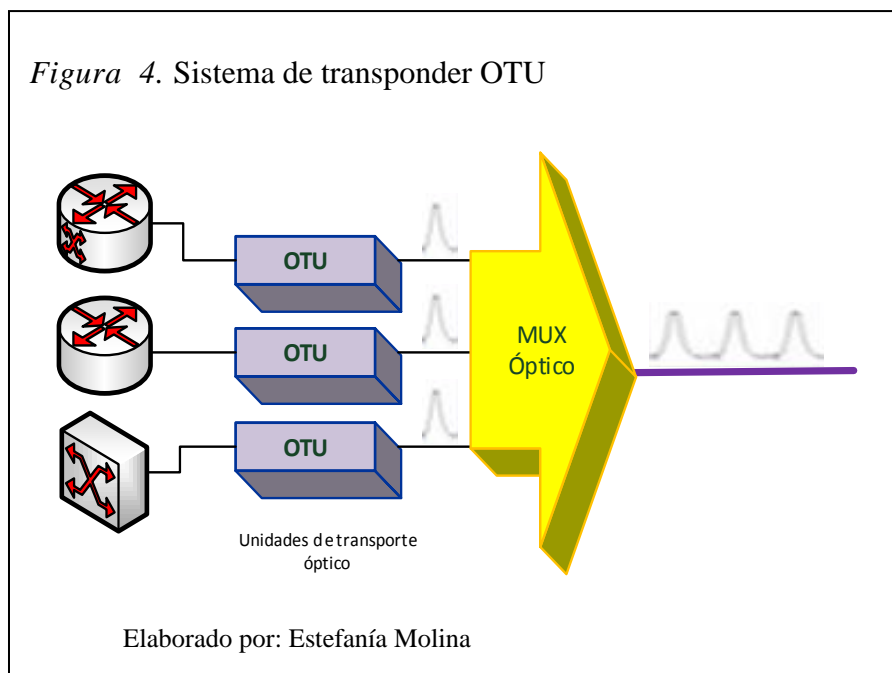 Figura 4. Sistema de transponder OTU
OTU
OTU
OTU
MUX
Óptico
Unidades de transporte
óptico
Elaborado por: Estefanía Molina